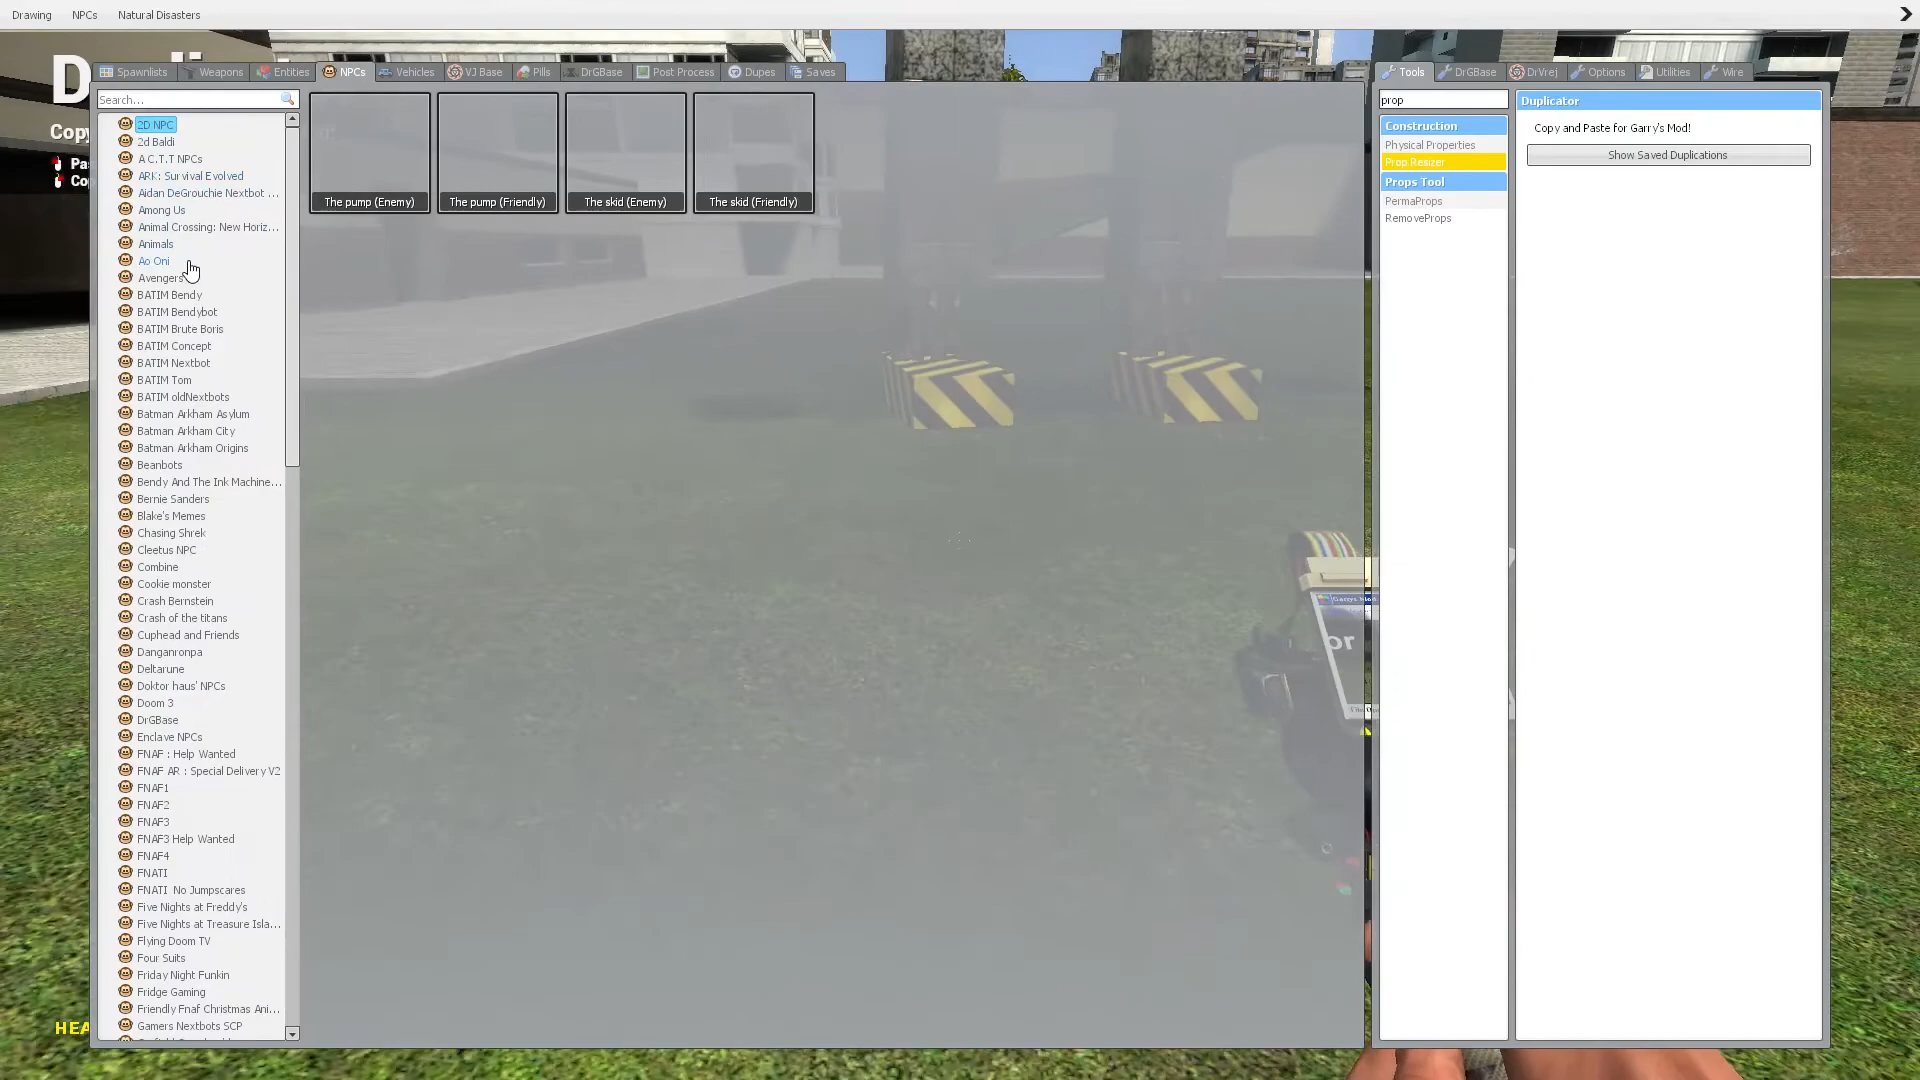 Drawing NPCs Natural Disasters
Spawnlists Weapons Entities NPCs Vehicles VJ Base Pills DrGBase Post Process Dupes Saves
Tools DrGBase DrVrej Options Utilities Wire
Search...
2D NPC
2d Baldi
A C.T.T NPCs
ARK: Survival Evolved
Aidan DeGrouchie Nextbot ...
Among Us
Animal Crossing: New Horiz...
Animals
Ao Oni
Avengers
BATIM Bendy
BATIM Bendybot
BATIM Brute Boris
BATIM Concept
BATIM Nextbot
BATIM Tom
BATIM oldNextbots
Batman Arkham Asylum
Batman Arkham City
Batman Arkham Origins
Beanbots
Bendy And The Ink Machine...
Bernie Sanders
Blake's Memes
Chasing Shrek
Cleetus NPC
Combine
Cookie monster
Crash Bernstein
Crash of the titans
Cuphead and Friends
Danganronpa
Deltarune
Doktor haus' NPCs
Doom 3
DrGBase
Enclave NPCs
FNAF : Help Wanted
FNAF AR : Special Delivery V2
FNAF1
FNAF2
FNAF3
FNAF3 Help Wanted
FNAF4
FNATI
FNATI No Jumpscares
Five Nights at Freddy's
Five Nights at Treasure Isla...
Flying Doom TV
Four Suits
Friday Night Funkin
Fridge Gaming
Friendly Fnaf Christmas Ani...
Gamers Nextbots SCP
The pump (Enemy)
The pump (Friendly)
The skid (Enemy)
The skid (Friendly)
prop
Construction
Physical Properties
Prop Resizer
Props Tool
PermaProps
RemoveProps
Duplicator
Copy and Paste for Garry's Mod!
Show Saved Duplications
D
Copy
Pa
Co
HEA
or